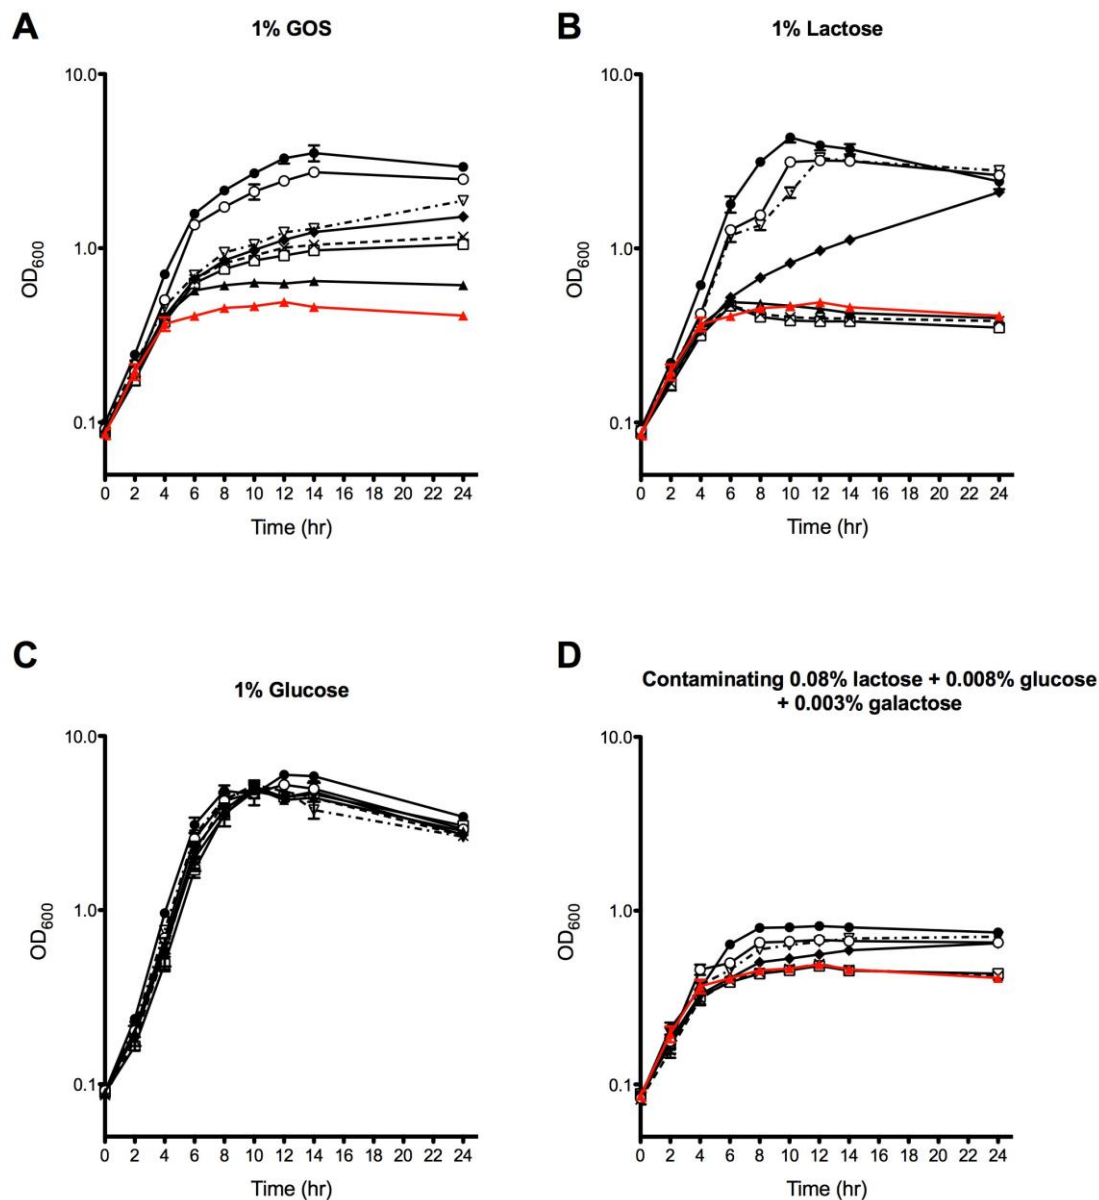 A
1% GOS
10.0
1.0
0.1
OD600
0 2 4 6 8 10 12 14 16 18 20 22 24
Time (hr)
B
1% Lactose
10.0
1.0
0.1
OD600
0 2 4 6 8 10 12 14 16 18 20 22 24
Time (hr)
C
1% Glucose
10.0
1.0
0.1
OD600
0 2 4 6 8 10 12 14 16 18 20 22 24
Time (hr)
D
Contaminating 0.08% lactose + 0.008% glucose
+ 0.003% galactose
10.0
1.0
0.1
OD600
0 2 4 6 8 10 12 14 16 18 20 22 24
Time (hr)